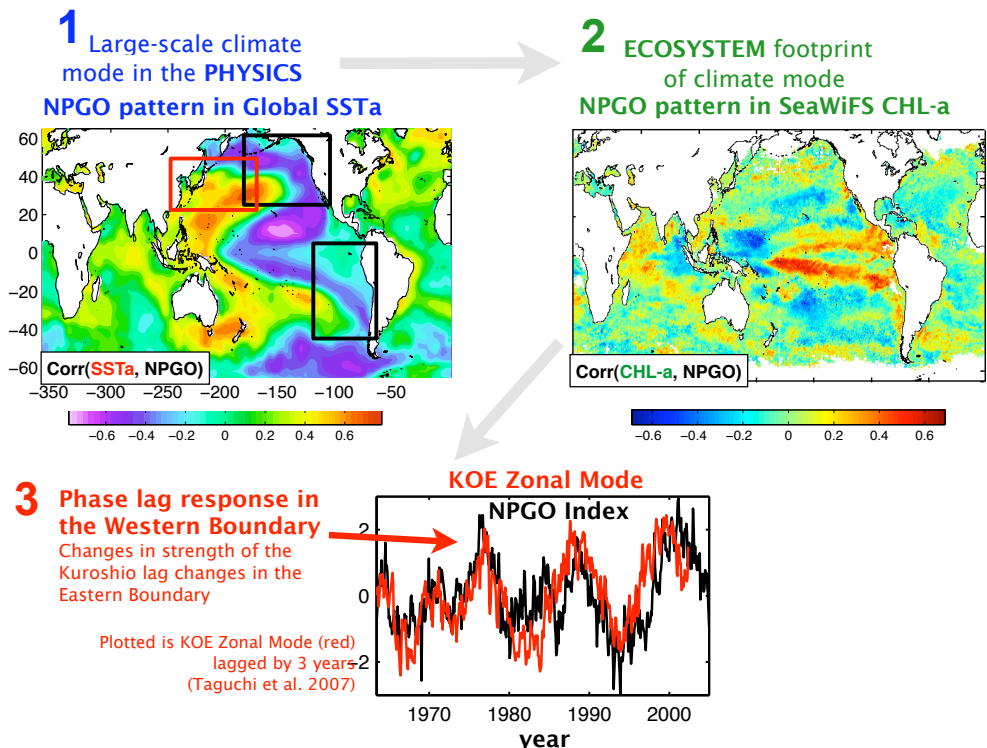 1 Large-scale climate
mode in the PHYSICS
NPGO pattern in Global SSTa
2 ECOSYSTEM footprint
of climate mode
NPGO pattern in SeaWiFS CHL-a
60
40
20
0
−20
−40
−60
Corr(SSTa, NPGO)
−350 −300 −250 −200 −150 −100 −50
−0.6 −0.4 −0.2 0 0.2 0.4 0.6
Corr(CHL-a, NPGO)
−0.6 −0.4 −0.2 0 0.2 0.4 0.6
3 Phase lag response in
the Western Boundary
Changes in strength of the
Kuroshio lag changes in the
Eastern Boundary
Plotted is KOE Zonal Mode (red)
lagged by 3 years
(Taguchi et al. 2007)
KOE Zonal Mode
NPGO Index
2
0
−2
1970 1980 1990 2000
year